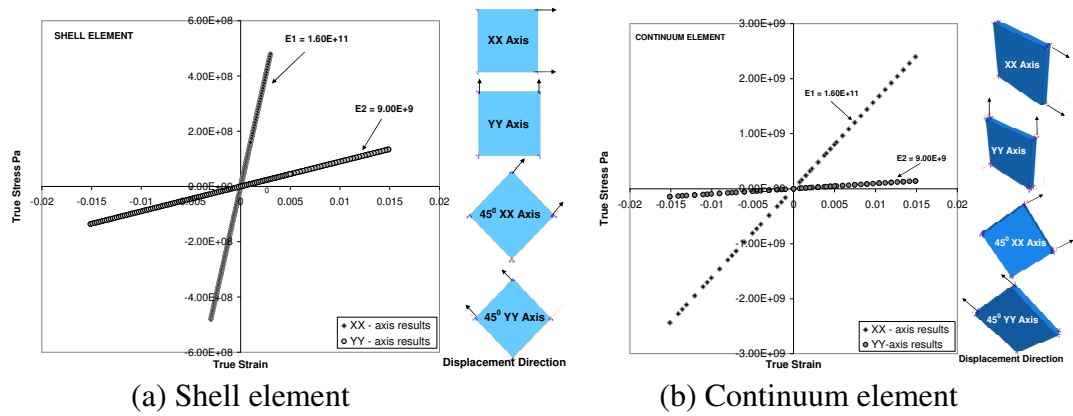 SHELL ELEMENT
6.00E+08
4.00E+08
2.00E+08
0.00E+00
-2.00E+08
-4.00E+08
-6.00E+08
-0.02
-0.015
-0.01
-0.005
0
0.005
0.01
0.015
0.02
True Stress Pa
True Strain
E1 = 1.60E+11
E2 = 9.00E+9
XX - axis results
YY - axis results
XX Axis
YY Axis
45⁰ XX Axis
45⁰ YY Axis
Displacement Direction
(a) Shell element
CONTINUUM ELEMENT
3.00E+09
2.00E+09
1.00E+09
0.00E+00
-1.00E+09
-2.00E+09
-3.00E+09
-0.02
-0.015
-0.01
-0.005
0
0.005
0.01
0.015
0.02
True Stress Pa
True Strain
E1 = 1.60E+11
E2 = 9.00E+9
XX - axis results
YY-axis results
XX Axis
YY Axis
45⁰ XX Axis
45⁰ YY Axis
Displacement Direction
(b) Continuum element